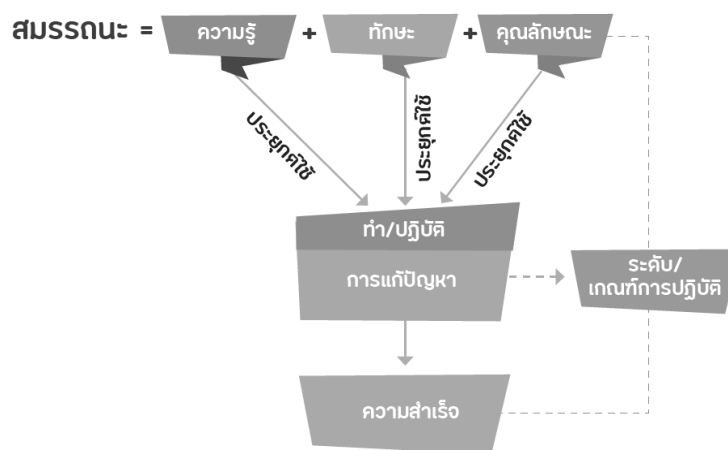 สมรรถนะ = ความรู้ + ทักษะ + คุณลักษณะ
ประยุกต์ใช้
ประยุกต์ใช้
ประยุกต์ใช้
ทำ/ปฏิบัติ
การแก้ปัญหา
ระดับ/
เกณฑ์การปฏิบัติ
ความสำเร็จ